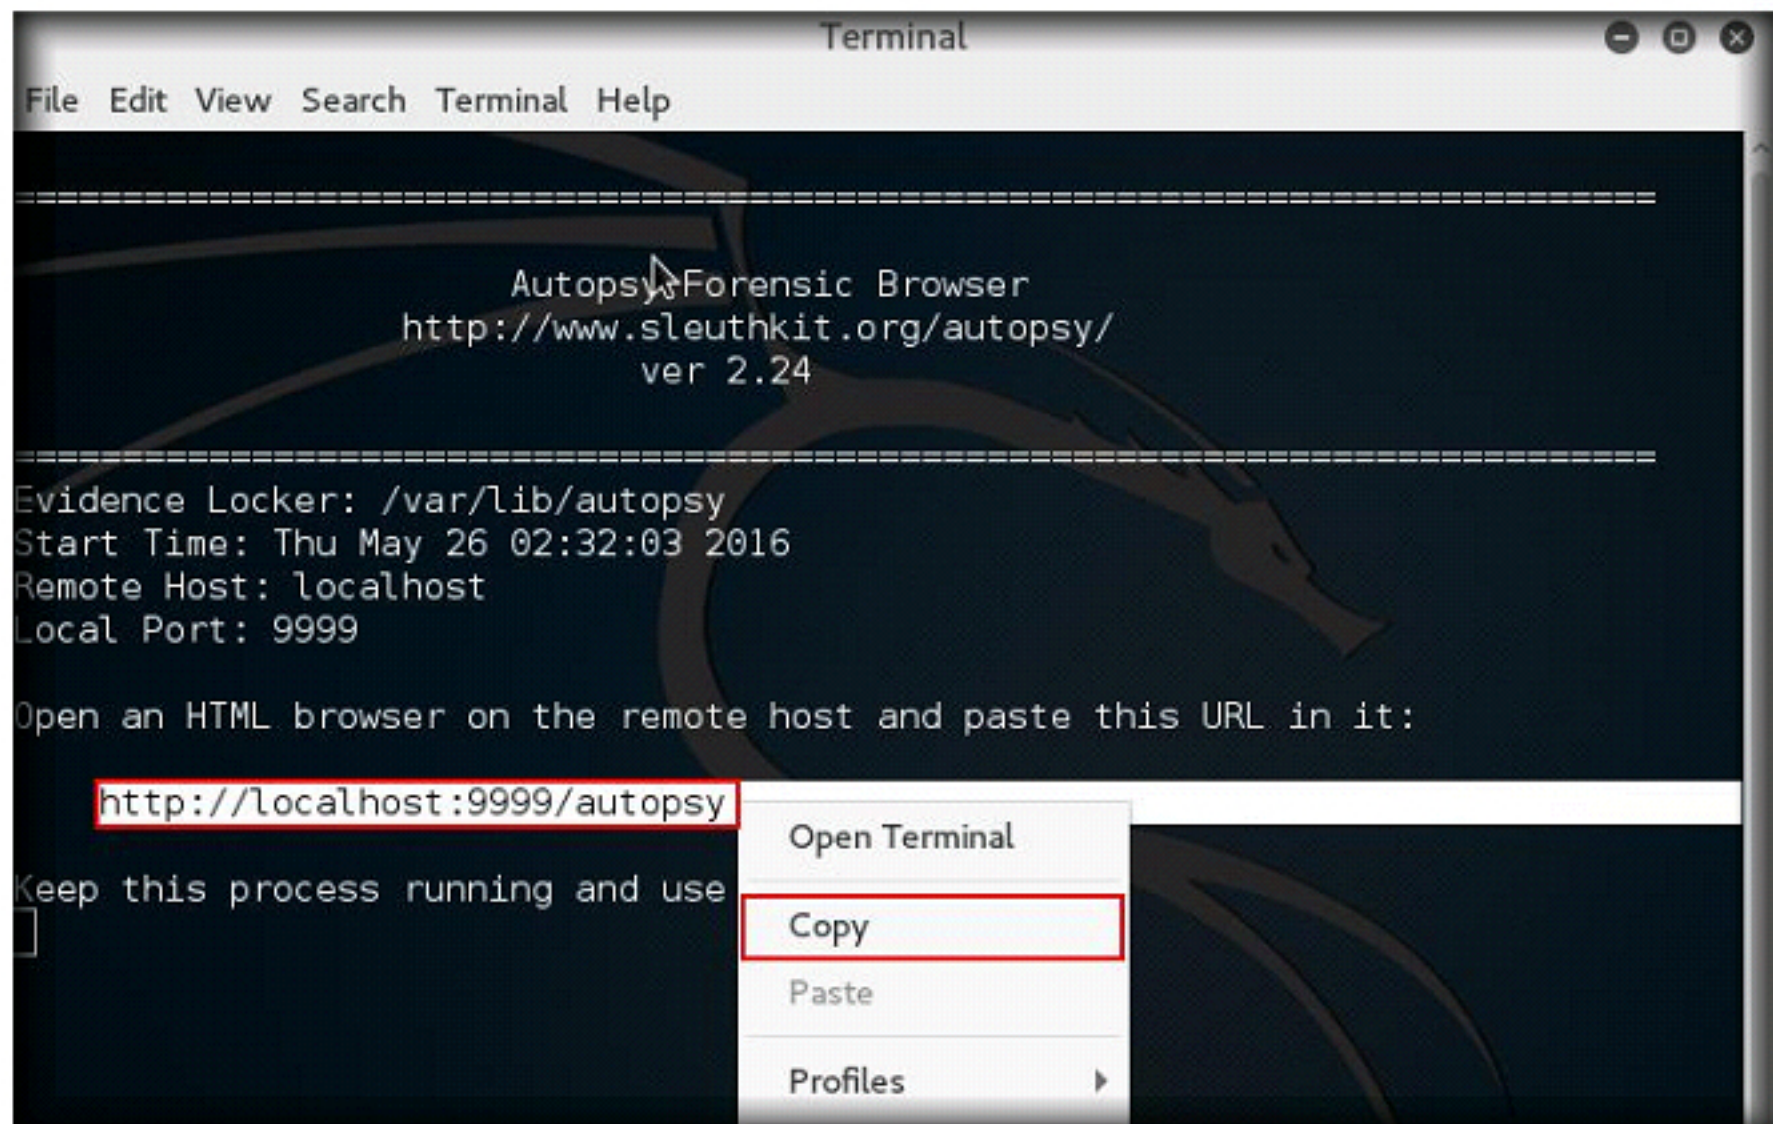 Terminal
File Edit View Search Terminal Help
================================================================================
Autopsy Forensic Browser
http://www.sleuthkit.org/autopsy/
ver 2.24
================================================================================
Evidence Locker: /var/lib/autopsy
Start Time: Thu May 26 02:32:03 2016
Remote Host: localhost
Local Port: 9999
Open an HTML browser on the remote host and paste this URL in it:
http://localhost:9999/autopsy
Keep this process running and use
Open Terminal
Copy
Paste
Profiles